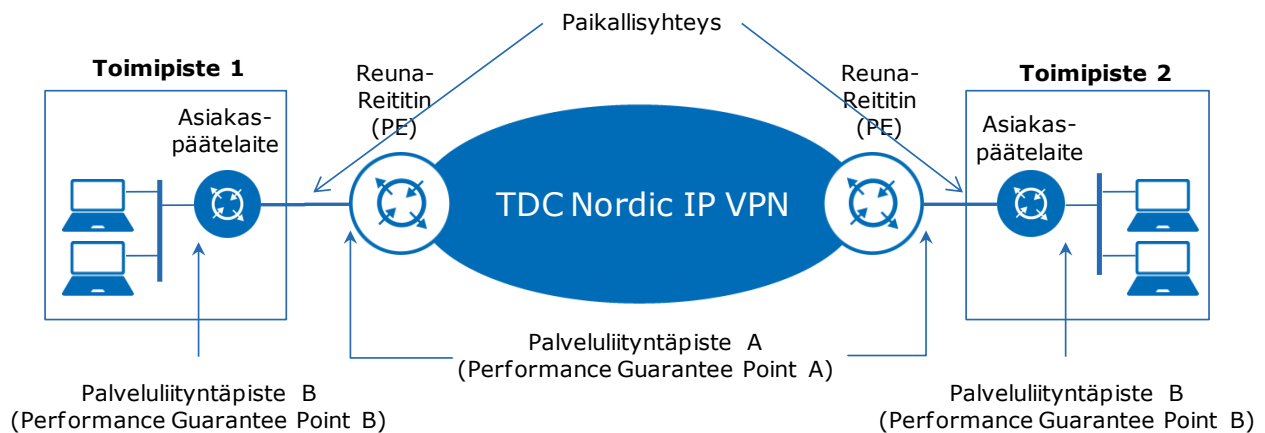 Paikallisyhteys
Toimipiste 1
Reuna-
Reititin
(PE)
Reuna-
Reititin
(PE)
Toimipiste 2
Asiakas-
päätelaite
Asiakas-
päätelaite
TDC Nordic IP VPN
Palveluliityntäpiste A
(Performance Guarantee Point A)
Palveluliityntäpiste B
(Performance Guarantee Point B)
Palveluliityntäpiste B
(Performance Guarantee Point B)